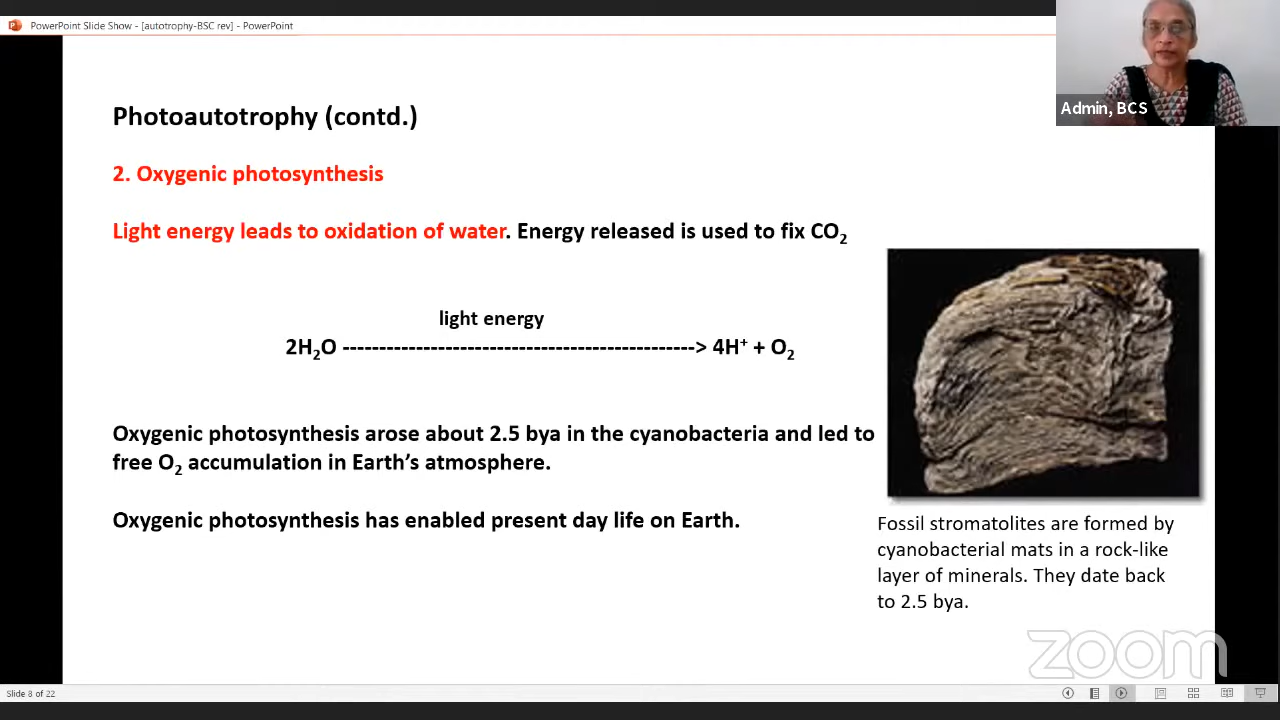 PowerPoint Slide Show - [autotrophy-BSC rev] - PowerPoint
Admin, BCS
Photoautotrophy (contd.)
2. Oxygenic photosynthesis
Light energy leads to oxidation of water. Energy released is used to fix CO₂
light energy
2H₂O ------------------------------------------------> 4H⁺ + O₂
Oxygenic photosynthesis arose about 2.5 bya in the cyanobacteria and led to
free O₂ accumulation in Earth’s atmosphere.
Oxygenic photosynthesis has enabled present day life on Earth.
Fossil stromatolites are formed by
cyanobacterial mats in a rock-like
layer of minerals. They date back
to 2.5 bya.
zoom
Slide 8 of 22